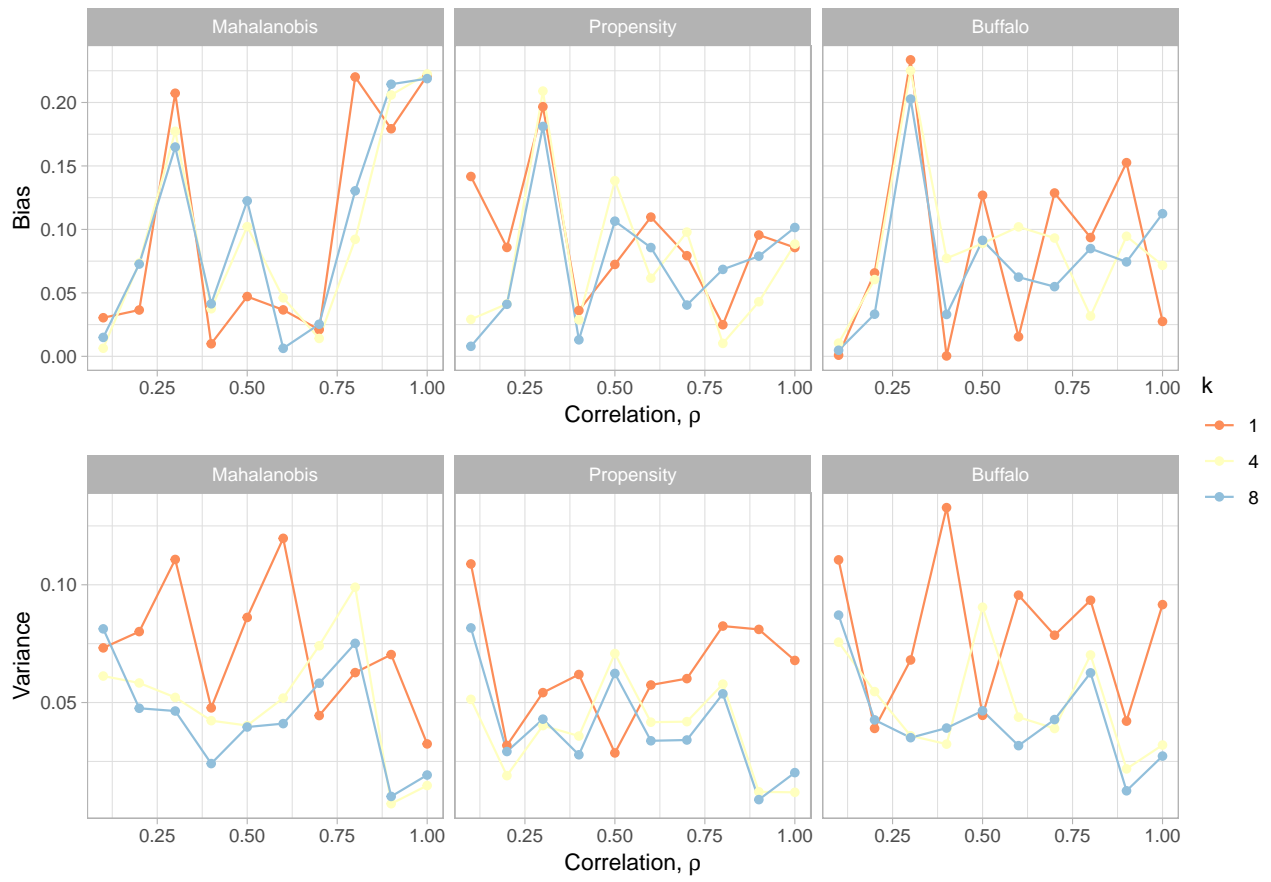 Mahalanobis Propensity Buffalo
Bias
0.20
0.15
0.10
0.05
0.00
0.25 0.50 0.75 1.00 0.25 0.50 0.75 1.00 0.25 0.50 0.75 1.00
Correlation, ρ
k
1
4
8
Mahalanobis Propensity Buffalo
Variance
0.10
0.05
0.25 0.50 0.75 1.00 0.25 0.50 0.75 1.00 0.25 0.50 0.75 1.00
Correlation, ρ